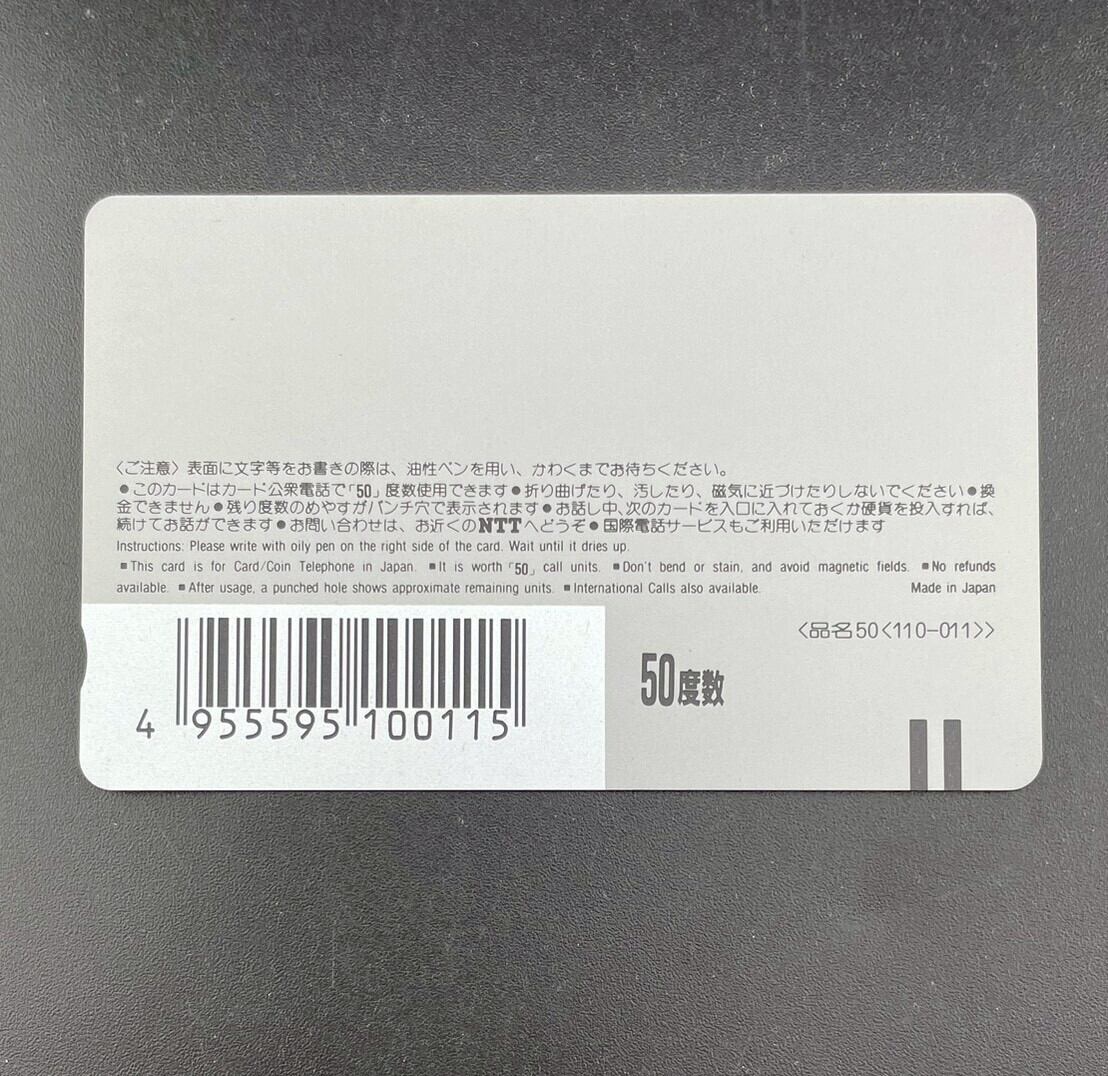 〈ご注意〉表面に文字等をお書きの際は、油性ペンを用い、かわくまでお待ちください。
●このカードはカード公衆電話で「50」度数使用できます●折り曲げたり、汚したり、磁気に近づけたりしないでください●換
金できません●残り度数のめやすがパンチ穴で表示されます●お話し中、次のカードを入口に入れておくか硬貨を投入すれば、
続けてお話ができます●お問い合わせは、お近くのNTTへどうぞ●国際電話サービスもご利用いただけます
Instructions: Please write with oily pen on the right side of the card. Wait until it dries up.
■This card is for Card/Coin Telephone in Japan. ■It is worth「50」call units. ■Don't bend or stain, and avoid magnetic fields. ■No refunds
available. ■After usage, a punched hole shows approximate remaining units. ■International Calls also available. Made in Japan
〈品名50〈110-011〉〉
50度数
4 955595 100115